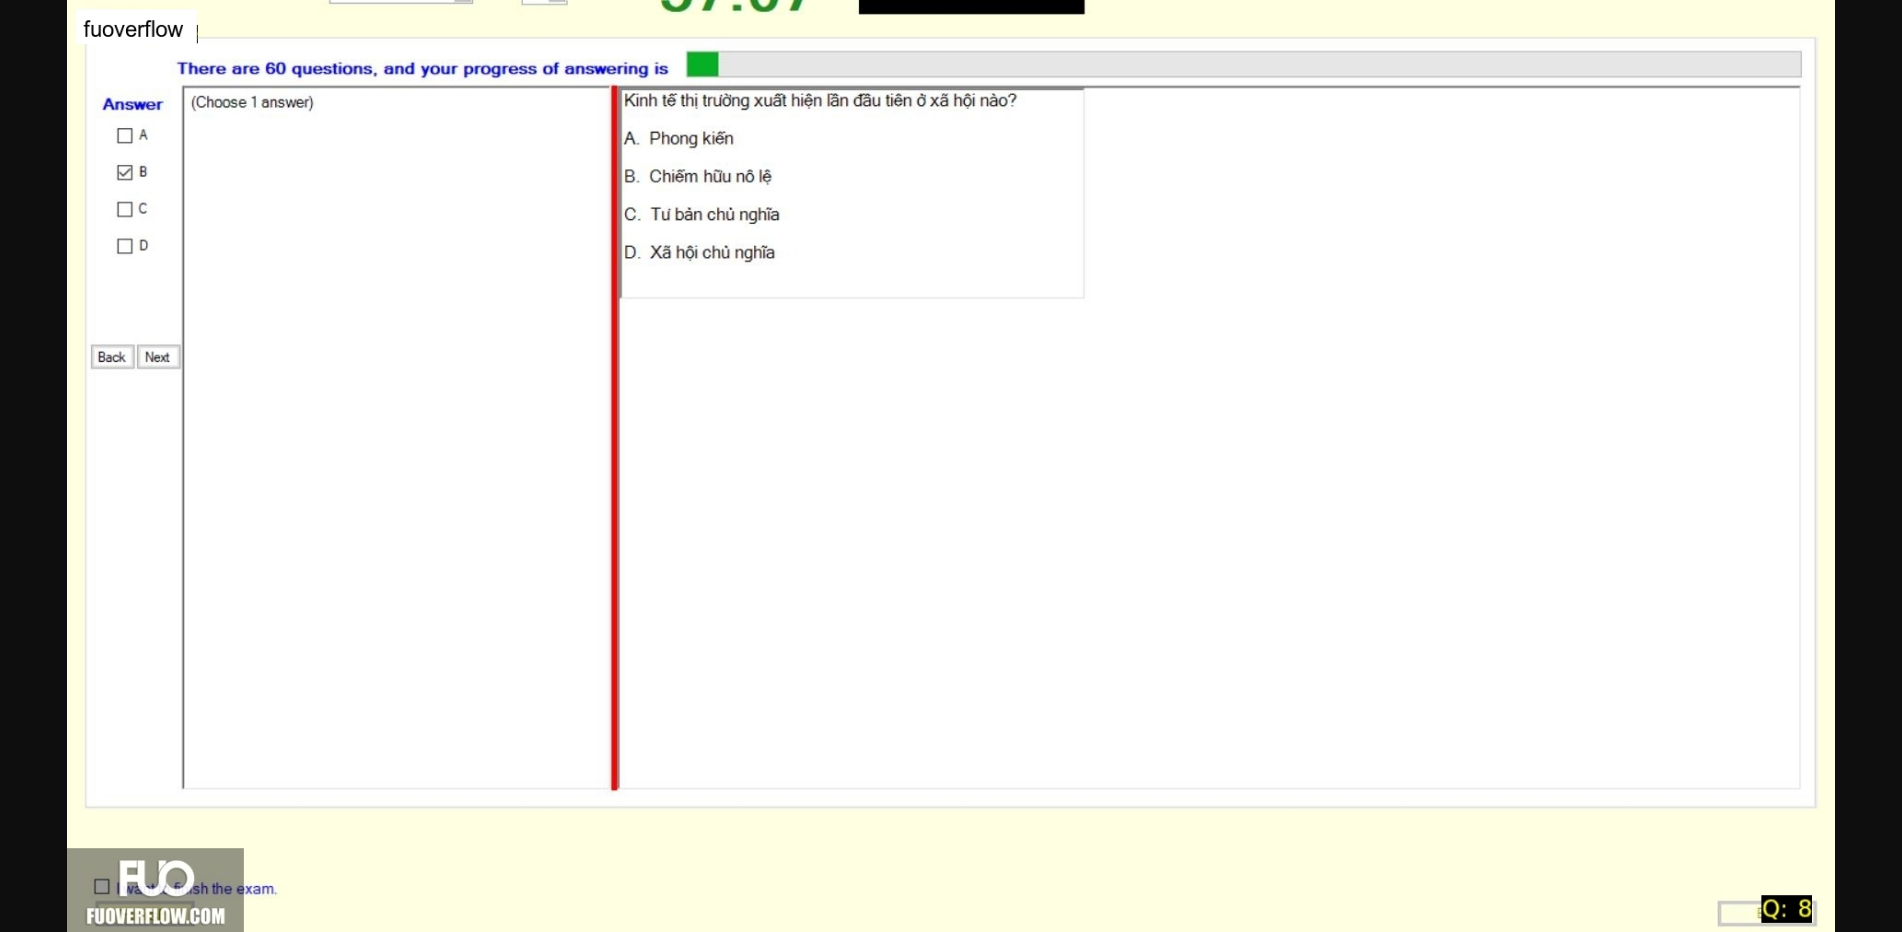 fuoverflow
There are 60 questions, and your progress of answering is
Answer
(Choose 1 answer)
A
B
C
D
Back Next
Kinh tế thị trường xuất hiện lần đầu tiên ở xã hội nào?
A. Phong kiến
B. Chiếm hữu nô lệ
C. Tư bản chủ nghĩa
D. Xã hội chủ nghĩa
FUO
sh the exam.
FUOVERFLOW.COM
Q: 8